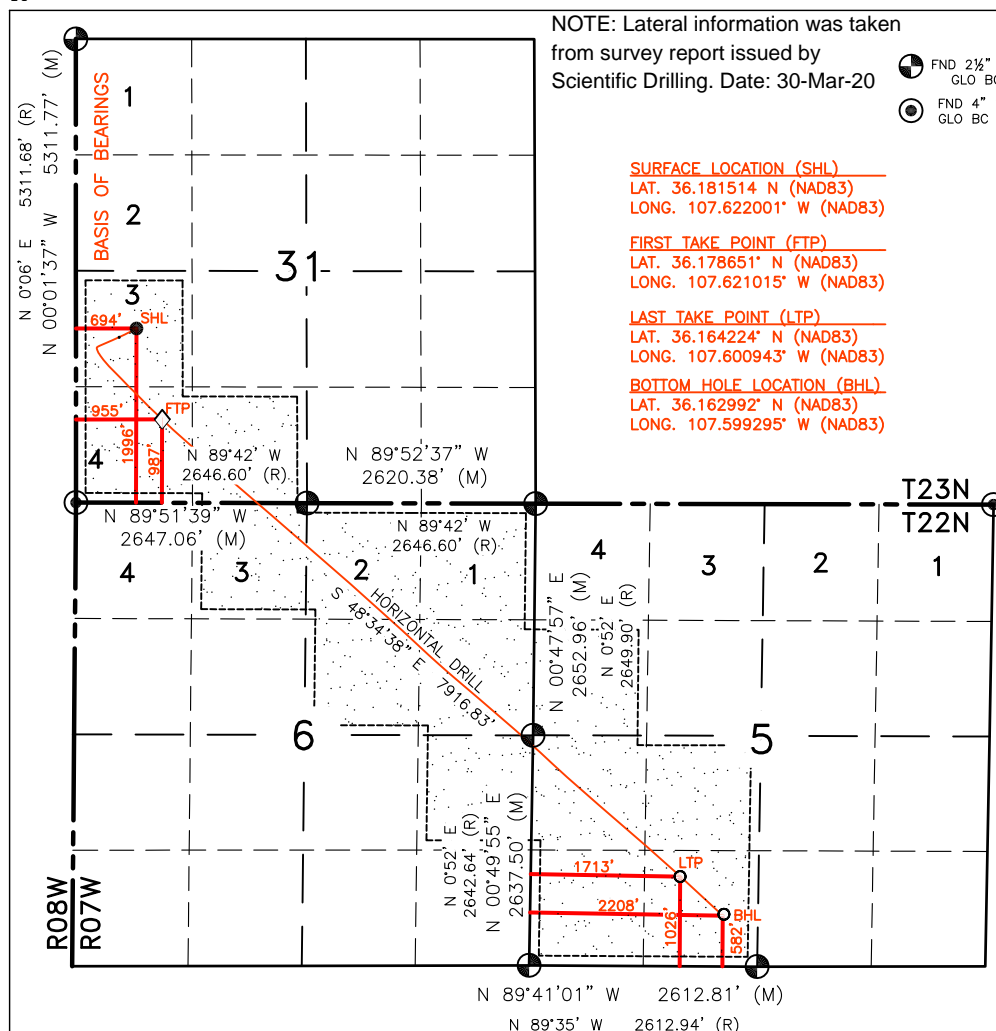 NOTE: Lateral information was taken
from survey report issued by
Scientific Drilling. Date: 30-Mar-20
FND 2½"
GLO BC
FND 4"
GLO BC
N 0°06' E 5311.68' (R)
N 00°01'37" W 5311.77' (M)
BASIS OF BEARINGS
1
2
31
3
SURFACE LOCATION (SHL)
LAT. 36.181514 N (NAD83)
LONG. 107.622001° W (NAD83)
FIRST TAKE POINT (FTP)
LAT. 36.178651° N (NAD83)
LONG. 107.621015° W (NAD83)
LAST TAKE POINT (LTP)
LAT. 36.164224° N (NAD83)
LONG. 107.600943° W (NAD83)
BOTTOM HOLE LOCATION (BHL)
LAT. 36.162992° N (NAD83)
LONG. 107.599295° W (NAD83)
694'
SHL
955'
FTP
1996'
987'
4
N 89°42' W
2646.60' (R)
N 89°52'37" W
2620.38' (M)
T23N
T22N
N 89°51'39" W
2647.06' (M)
N 89°42' W
2646.60' (R)
4
3
2
1
4
3
2
1
HORIZONTAL DRILL
S 48°34'38" E 7916.83'
N 00°47'57" E
2652.96' (M)
N 0°52' E
2649.90' (R)
6
5
N 0°52' E
2642.64' (R)
N 00°49'55" E
2637.50' (M)
1713'
LTP
2208'
BHL
1026'
582'
R08W
R07W
N 89°41'01" W 2612.81' (M)
N 89°35' W 2612.94' (R)